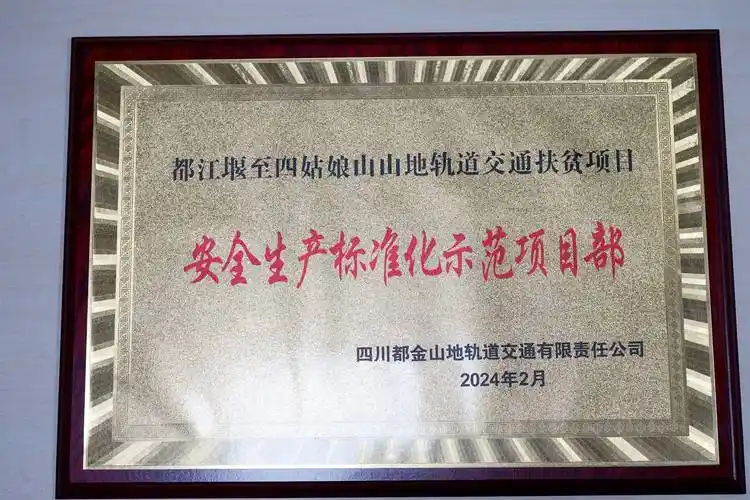 都江堰至四姑娘山山地轨道交通扶贫项目
安全生产标准化示范项目部
四川都金山地轨道交通有限责任公司
2024年2月